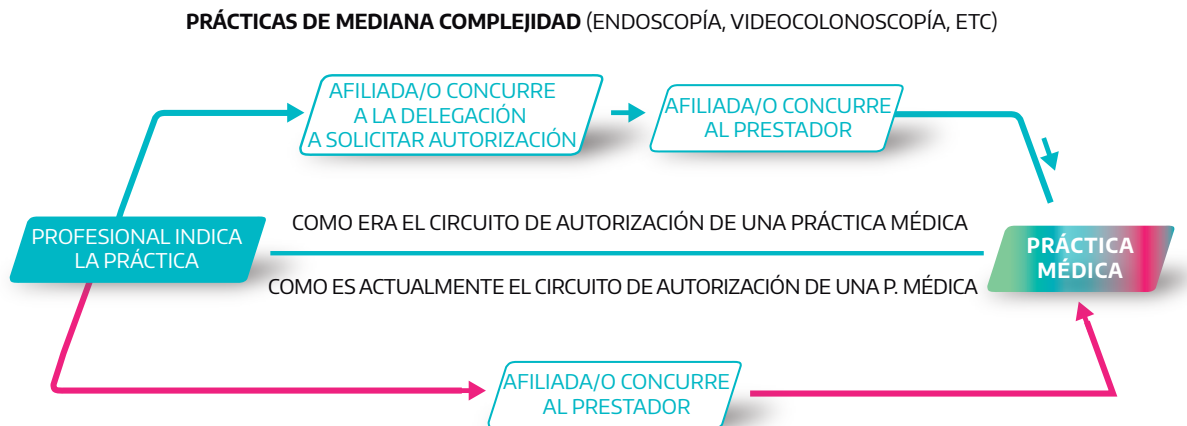 PRÁCTICAS DE MEDIANA COMPLEJIDAD (ENDOSCOPÍA, VIDEOCOLONOSCOPÍA, ETC)
AFILIADA/O CONCURRE
A LA DELEGACIÓN
A SOLICITAR AUTORIZACIÓN
AFILIADA/O CONCURRE
AL PRESTADOR
PROFESIONAL INDICA
LA PRÁCTICA
COMO ERA EL CIRCUITO DE AUTORIZACIÓN DE UNA PRÁCTICA MÉDICA
COMO ES ACTUALMENTE EL CIRCUITO DE AUTORIZACIÓN DE UNA P. MÉDICA
PRÁCTICA
MÉDICA
AFILIADA/O CONCURRE
AL PRESTADOR